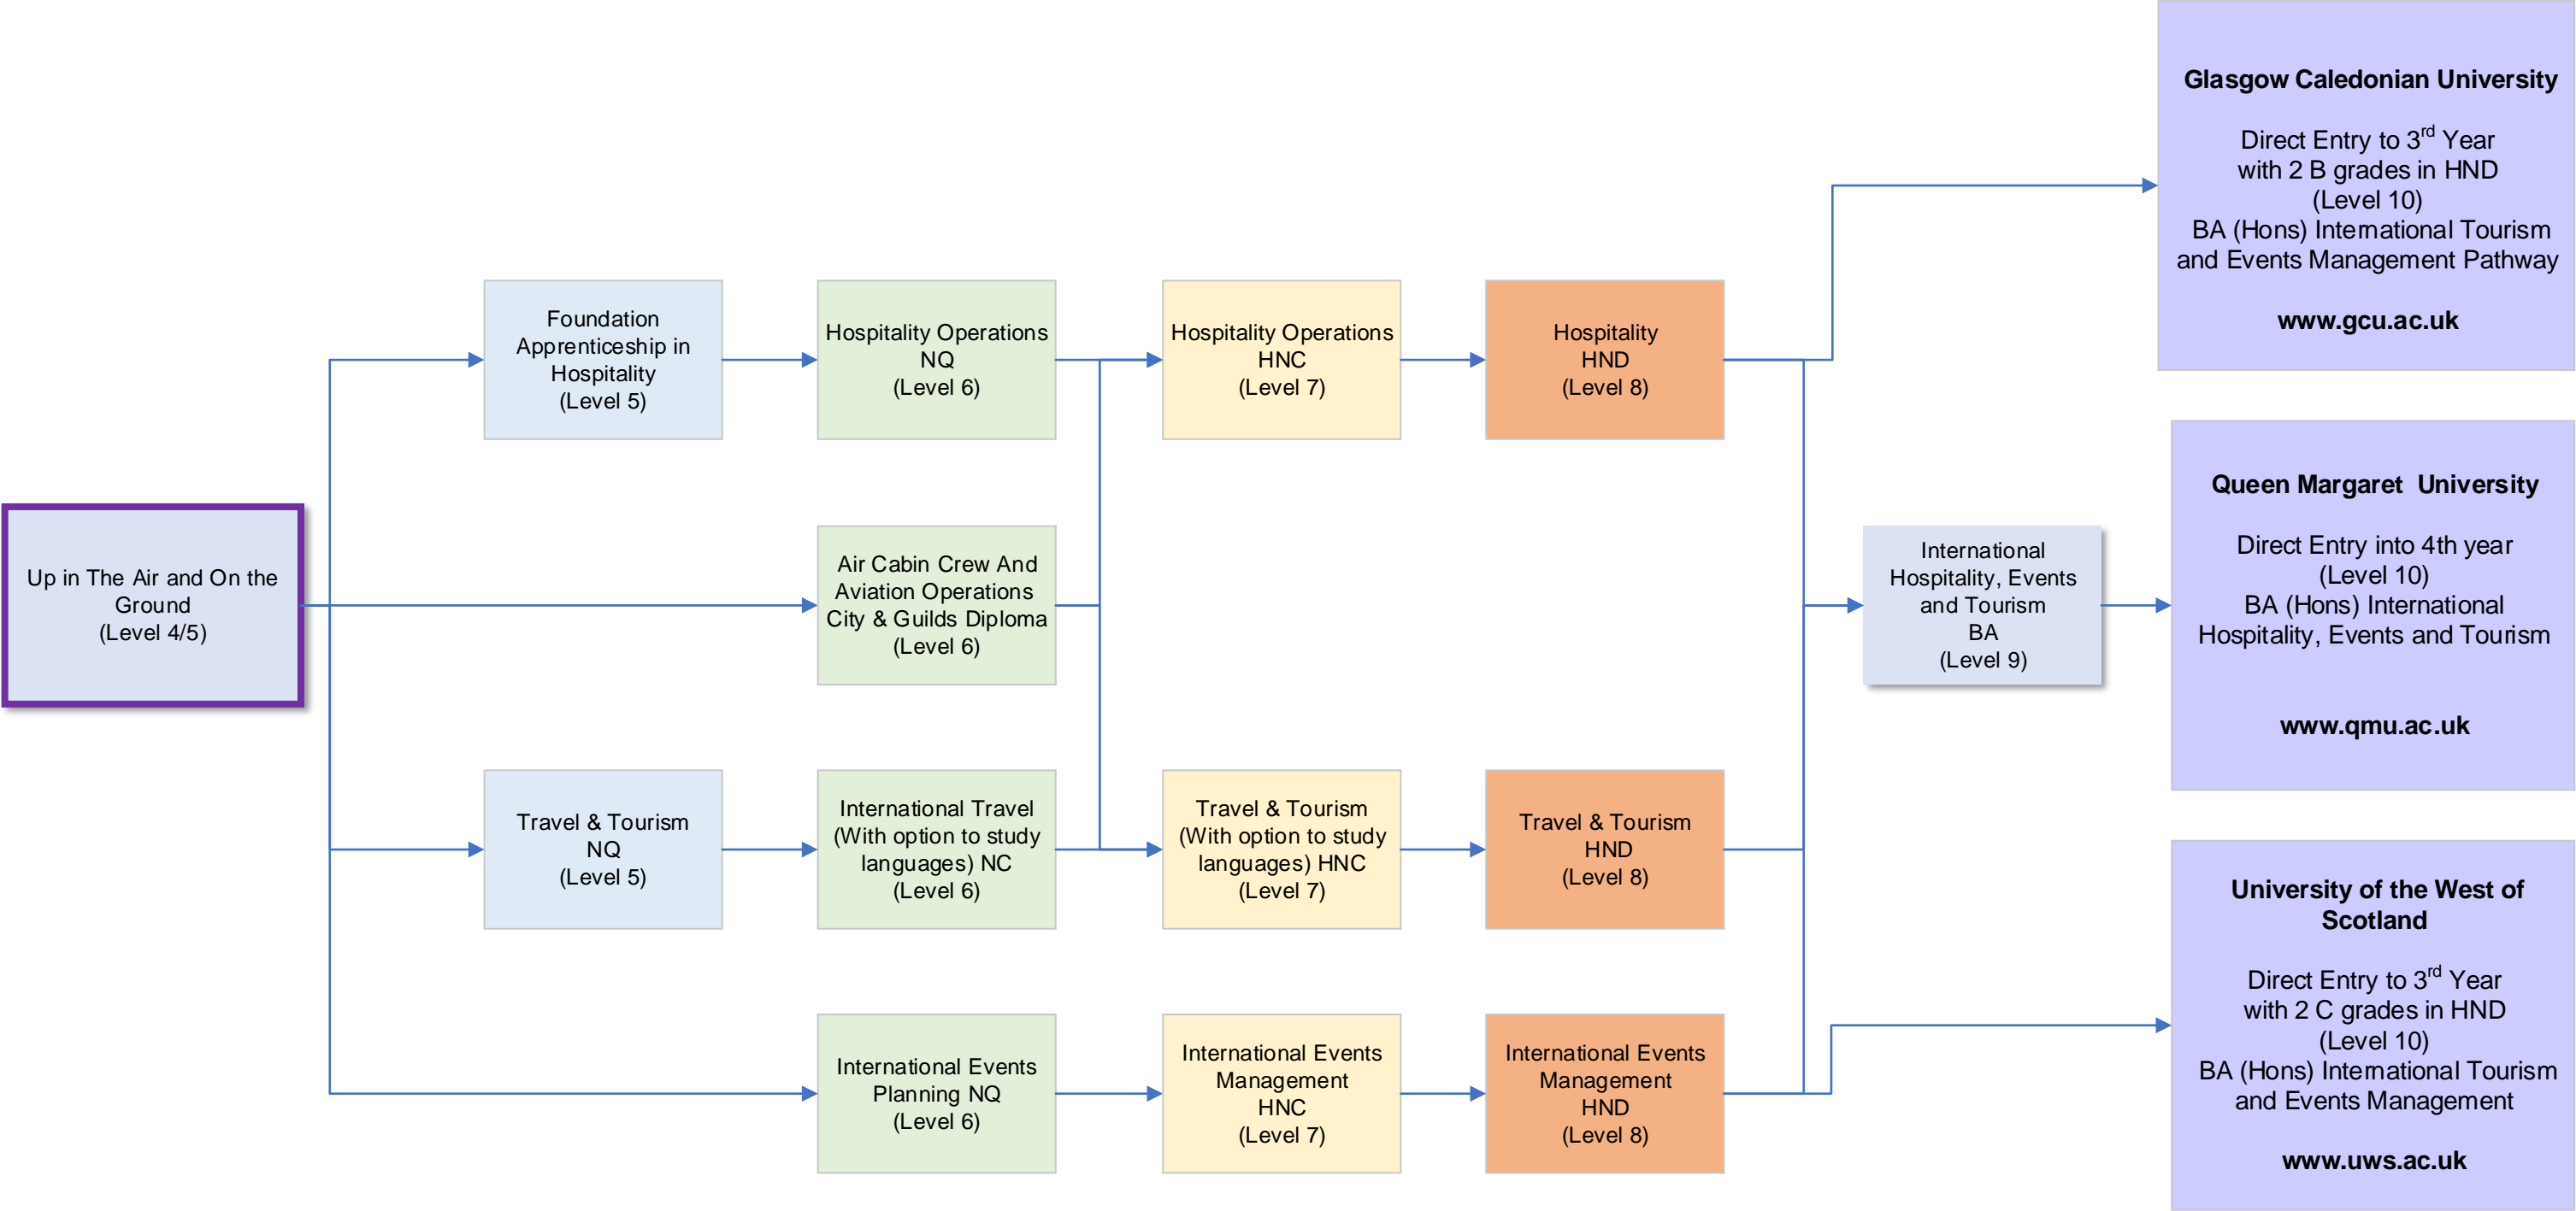 Up in The Air and On the
Ground
(Level 4/5)
Foundation
Apprenticeship in
Hospitality
(Level 5)
Travel & Tourism
NQ
(Level 5)
Hospitality Operations
NQ
(Level 6)
Air Cabin Crew And
Aviation Operations
City & Guilds Diploma
(Level 6)
International Travel
(With option to study
languages) NC
(Level 6)
International Events
Planning NQ
(Level 6)
Hospitality Operations
HNC
(Level 7)
Travel & Tourism
(With option to study
languages) HNC
(Level 7)
International Events
Management
HNC
(Level 7)
Hospitality
HND
(Level 8)
Travel & Tourism
HND
(Level 8)
International Events
Management
HND
(Level 8)
International
Hospitality, Events
and Tourism
BA
(Level 9)
Glasgow Caledonian University
Direct Entry to 3rd Year
with 2 B grades in HND
(Level 10)
BA (Hons) International Tourism
and Events Management Pathway
www.gcu.ac.uk
Queen Margaret University
Direct Entry into 4th year
(Level 10)
BA (Hons) International
Hospitality, Events and Tourism
www.qmu.ac.uk
University of the West of
Scotland
Direct Entry to 3rd Year
with 2 C grades in HND
(Level 10)
BA (Hons) International Tourism
and Events Management
www.uws.ac.uk